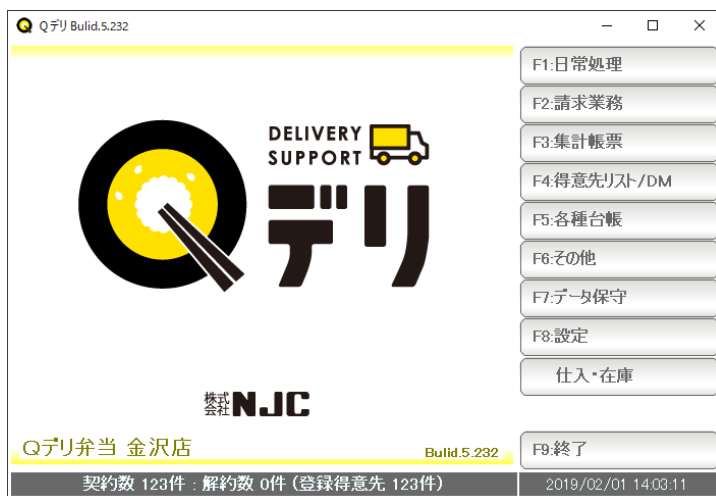 Qデリ Bulid.5.232
F1:日常処理
F2:請求業務
F3:集計帳票
F4:得意先リスト/DM
F5:各種台帳
F6:その他
F7:データ保守
F8:設定
仕入・在庫
DELIVERY
SUPPORT
Qデリ
株式会社NJC
Qデリ弁当 金沢店
Bulid.5.232
F9:終了
契約数 123件 : 解約数 0件 (登録得意先 123件)
2019/02/01 14:03:11